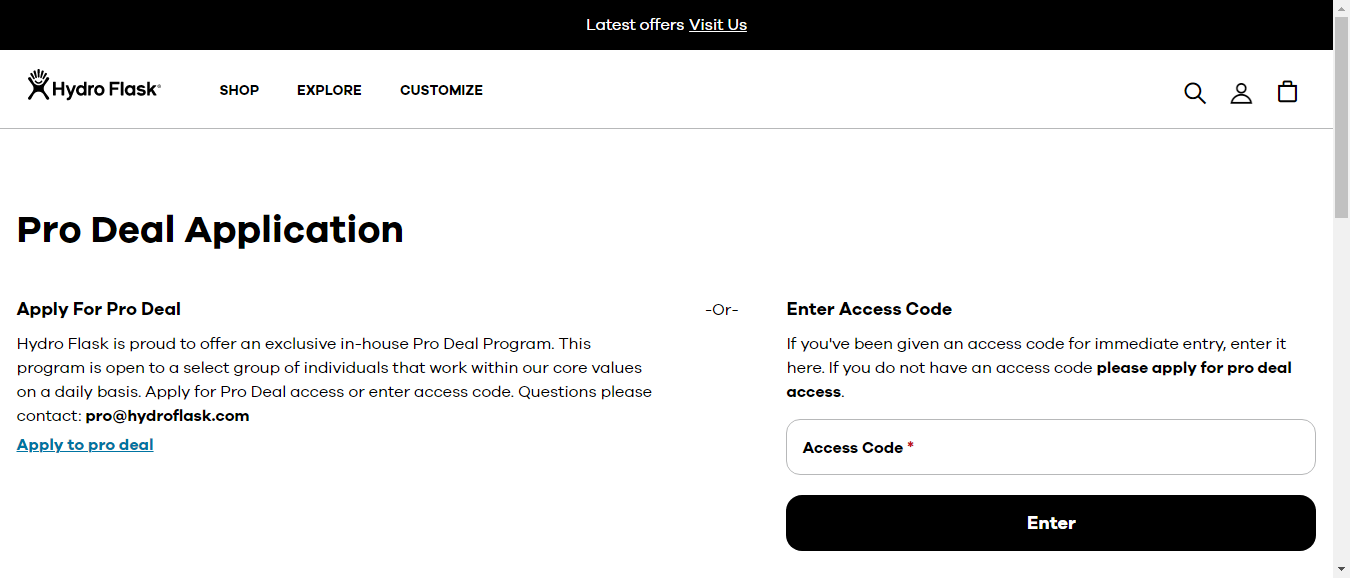 Latest offers Visit Us
Hydro Flask®
SHOP
EXPLORE
CUSTOMIZE
Pro Deal Application
Apply For Pro Deal
Hydro Flask is proud to offer an exclusive in-house Pro Deal Program. This
program is open to a select group of individuals that work within our core values
on a daily basis. Apply for Pro Deal access or enter access code. Questions please
contact: pro@hydroflask.com
Apply to pro deal
-Or-
Enter Access Code
If you've been given an access code for immediate entry, enter it
here. If you do not have an access code please apply for pro deal
access.
Access Code *
Enter